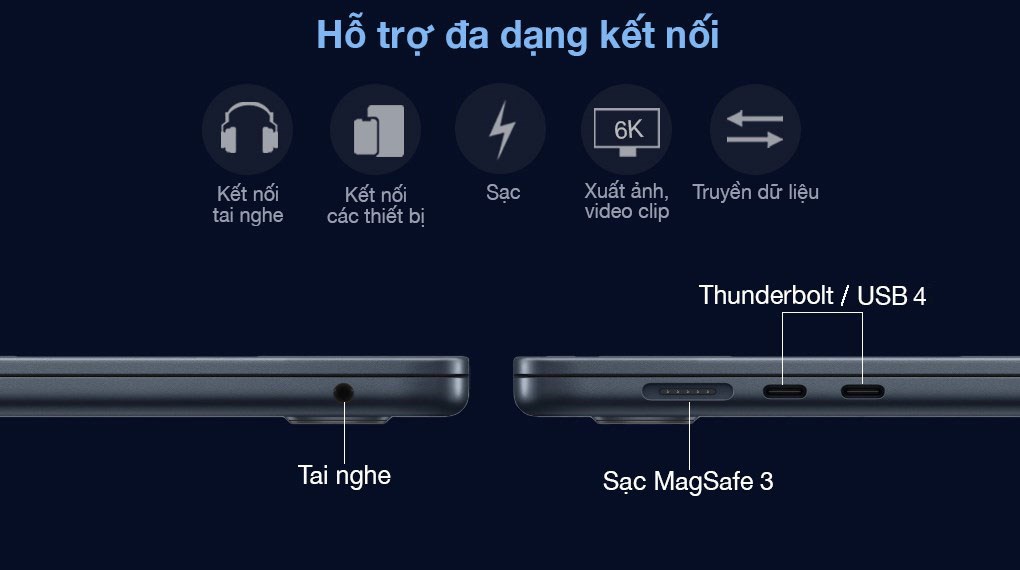 Hỗ trợ đa dạng kết nối
6K
Kết nối
tai nghe
Kết nối
các thiết bị
Sạc
Xuất ảnh,
video clip
Truyền dữ liệu
Thunderbolt / USB 4
Tai nghe
Sạc MagSafe 3